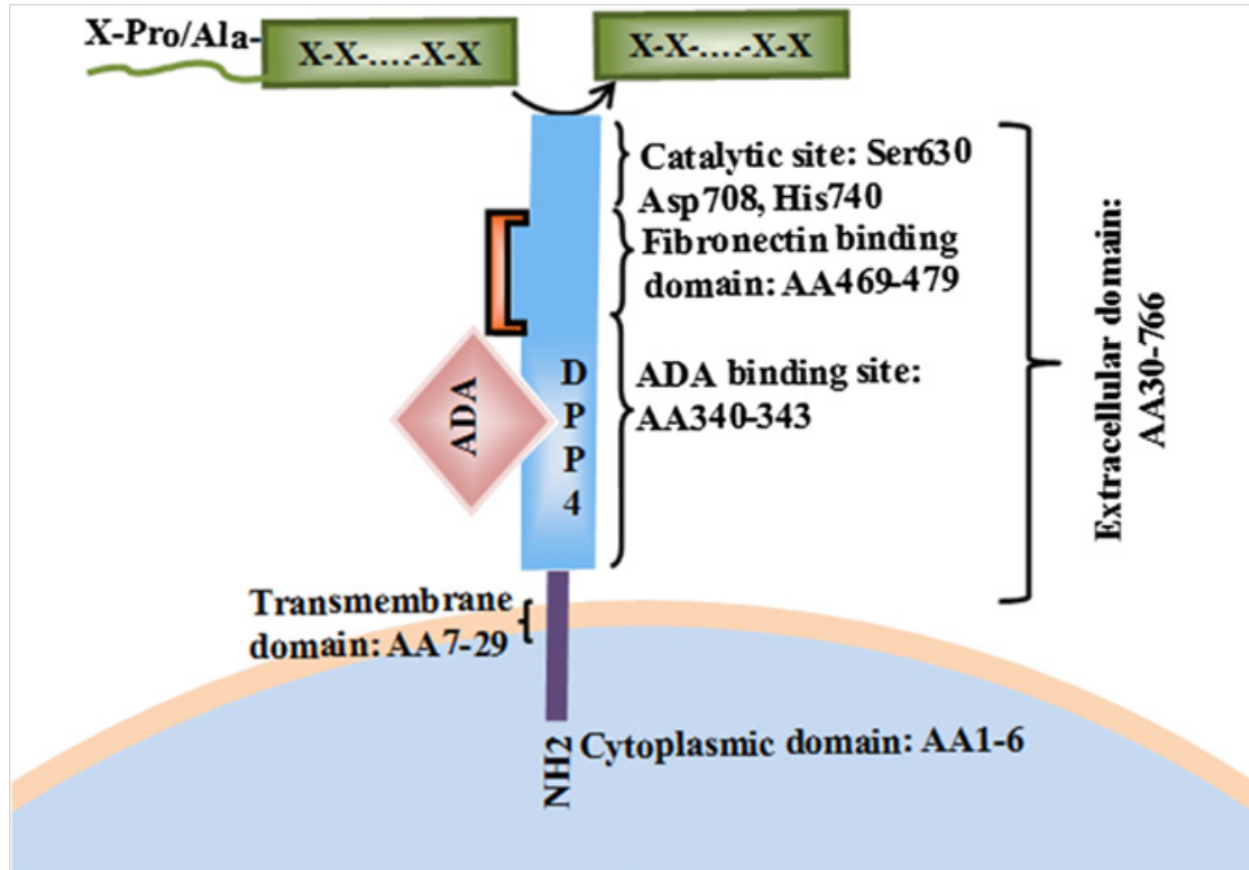 X-Pro/Ala-
X-X-....-X-X
X-X-....-X-X
Catalytic site: Ser630
Asp708, His740
Fibronectin binding
domain: AA469-479
ADA
D
P
P
4
ADA binding site:
AA340-343
Extracellular domain:
AA30-766
Transmembrane
domain: AA7-29
NH2
Cytoplasmic domain: AA1-6